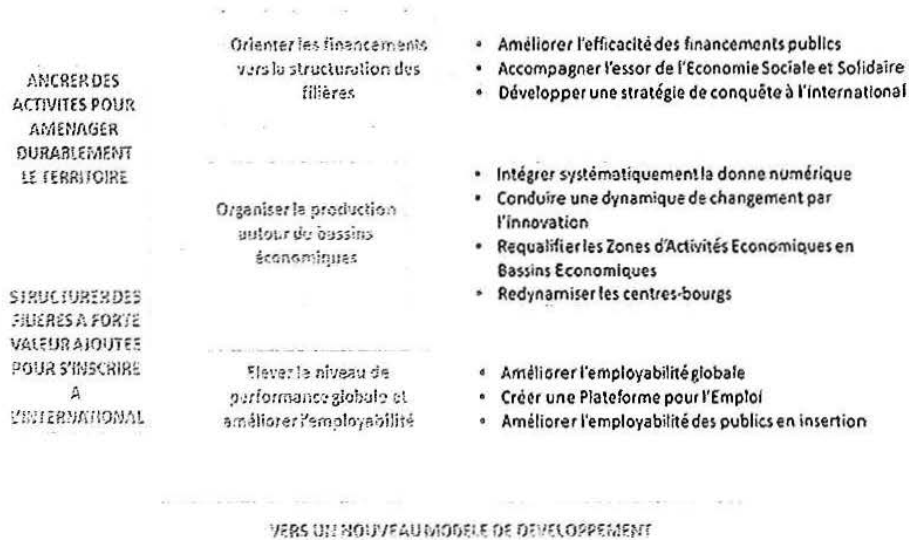 ANCRER DES
ACTIVITES POUR
AMENAGER
DURABLEMENT
LE TERRITOIRE
STRUCTURER DES
FILIERES A FORTE
VALEUR AJOUTEE
POUR S'INSCRIRE
A
L'INTERNATIONAL
Orienter les financements
vers la structuration des
filières
• Améliorer l'efficacité des financements publics
• Accompagner l'essor de l'Economie Sociale et Solidaire
• Développer une stratégie de conquête à l'international
Organiser la production
autour de bassins
économiques
• Intégrer systématiquement la donne numérique
• Conduire une dynamique de changement par
l'innovation
• Requalifier les Zones d'Activités Economiques en
Bassins Economiques
• Redynamiser les centres-bourgs
Elever le niveau de
performance globale et
améliorer l'employabilité
• Améliorer l'employabilité globale
• Créer une Plateforme pour l'Emploi
• Améliorer l'employabilité des publics en insertion
VERS UN NOUVEAU MODELE DE DEVELOPPEMENT